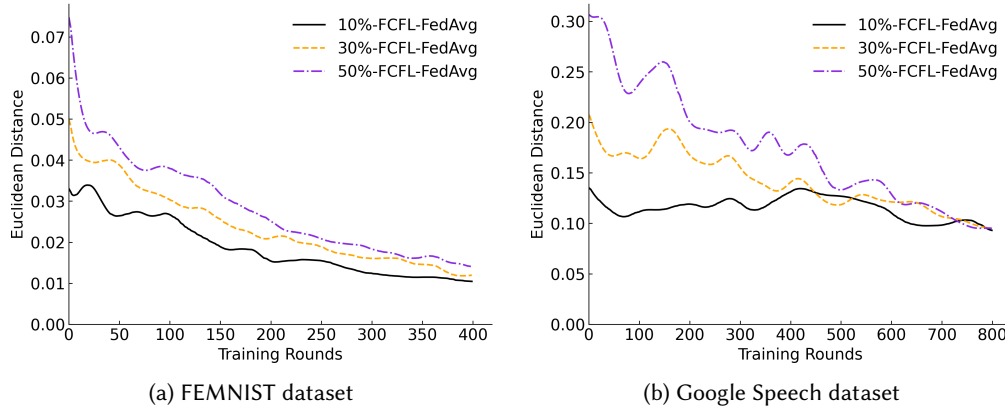 0.07
0.06
0.05
0.04
0.03
0.02
0.01
0.00
Euclidean Distance
10%-FCFL-FedAvg
30%-FCFL-FedAvg
50%-FCFL-FedAvg
0 50 100 150 200 250 300 350 400
Training Rounds
(a) FEMNIST dataset
0.30
0.25
0.20
0.15
0.10
0.05
0.00
Euclidean Distance
10%-FCFL-FedAvg
30%-FCFL-FedAvg
50%-FCFL-FedAvg
0 100 200 300 400 500 600 700 800
Training Rounds
(b) Google Speech dataset